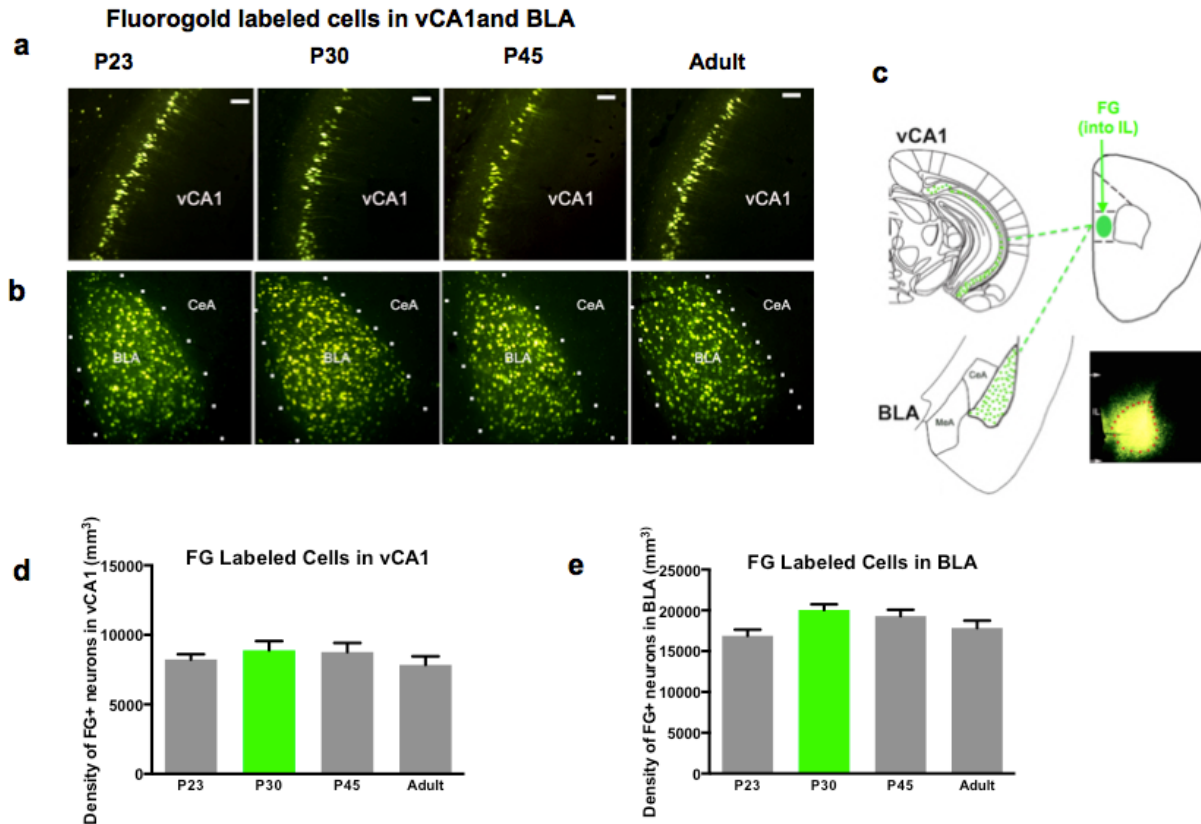 Fluorogold labeled cells in vCA1and BLA
a
P23
P30
P45
Adult
vCA1
vCA1
vCA1
vCA1
b
CeA
CeA
CeA
CeA
BLA
BLA
BLA
BLA
c
FG
(into IL)
vCA1
CeA
BLA
MeA
IL
d
FG Labeled Cells in vCA1
Density of FG+ neurons in vCA1 (mm³)
15000
10000
5000
0
P23
P30
P45
Adult
e
FG Labeled Cells in BLA
Density of FG+ neurons in BLA (mm³)
25000
20000
15000
10000
5000
0
P23
P30
P45
Adult